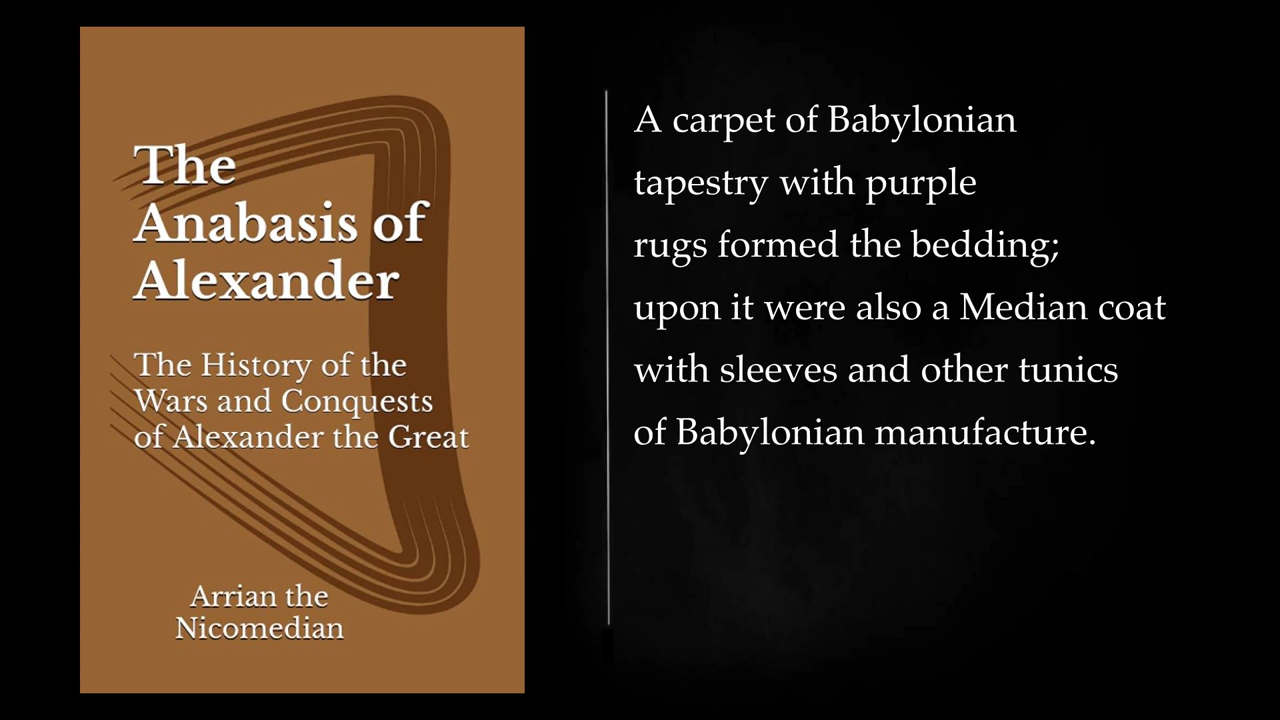 The
Anabasis of
Alexander
The History of the
Wars and Conquests
of Alexander the Great
Arrian the
Nicomedian
A carpet of Babylonian
tapestry with purple
rugs formed the bedding;
upon it were also a Median coat
with sleeves and other tunics
of Babylonian manufacture.